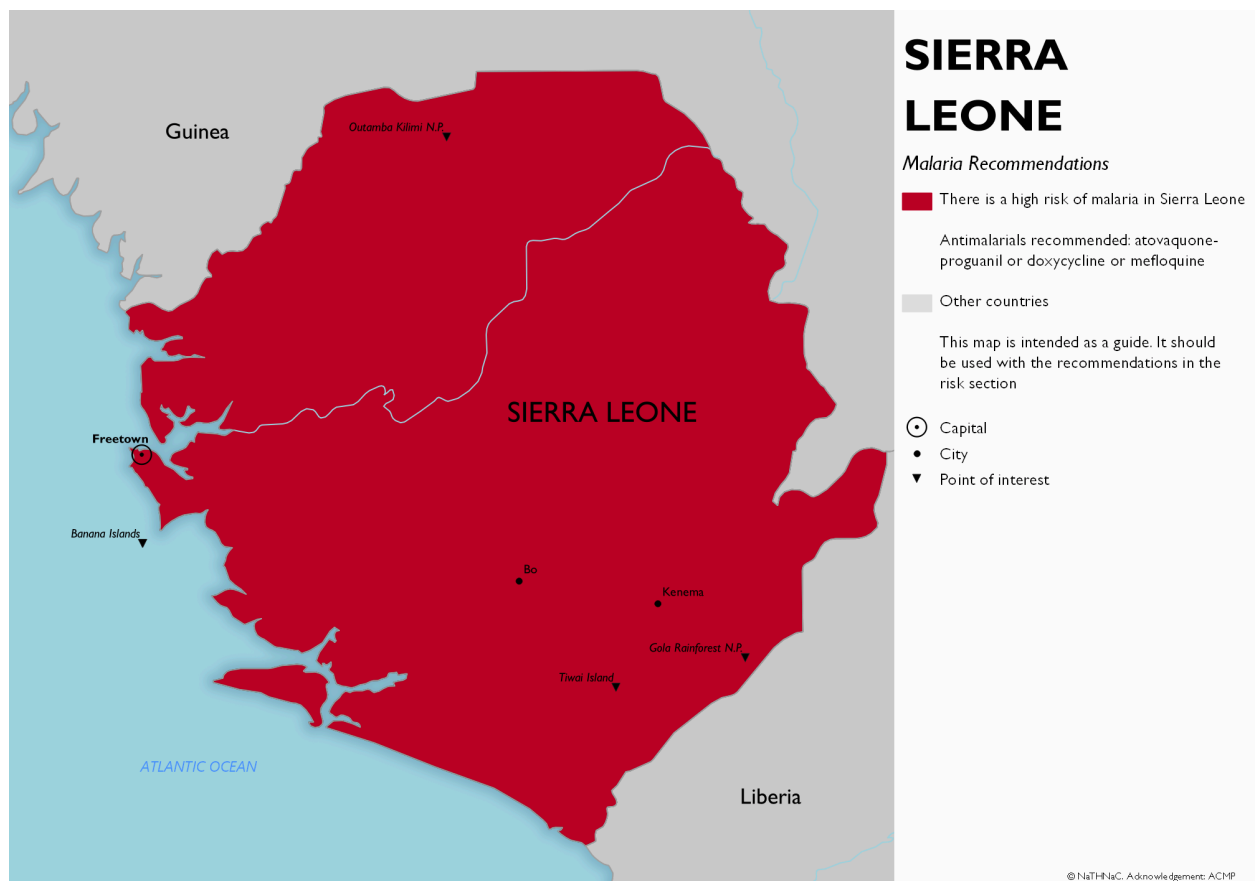 SIERRA
LEONE
Malaria Recommendations
There is a high risk of malaria in Sierra Leone
Antimalarials recommended: atovaquone-
proguanil or doxycycline or mefloquine
Other countries
This map is intended as a guide. It should
be used with the recommendations in the
risk section
Capital
City
Point of interest
Guinea
Outamba Kilimi N.P.
SIERRA LEONE
Freetown
Banana Islands
Bo
Kenema
Gola Rainforest N.P.
Tiwai Island
ATLANTIC OCEAN
Liberia
© NaTHNaC. Acknowledgement: ACMP